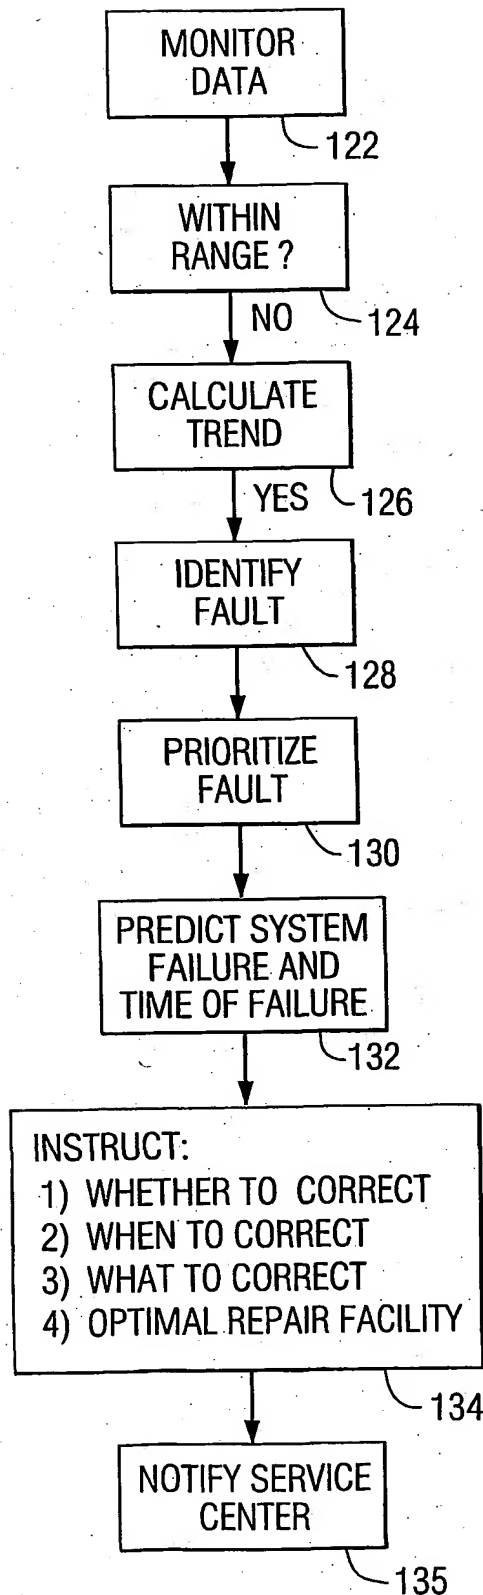 MONITOR
DATA
122
WITHIN
RANGE ?
NO
124
CALCULATE
TREND
YES
126
IDENTIFY
FAULT
128
PRIORITIZE
FAULT
130
PREDICT SYSTEM
FAILURE AND
TIME OF FAILURE
132
INSTRUCT:
1) WHETHER TO CORRECT
2) WHEN TO CORRECT
3) WHAT TO CORRECT
4) OPTIMAL REPAIR FACILITY
134
NOTIFY SERVICE
CENTER
135